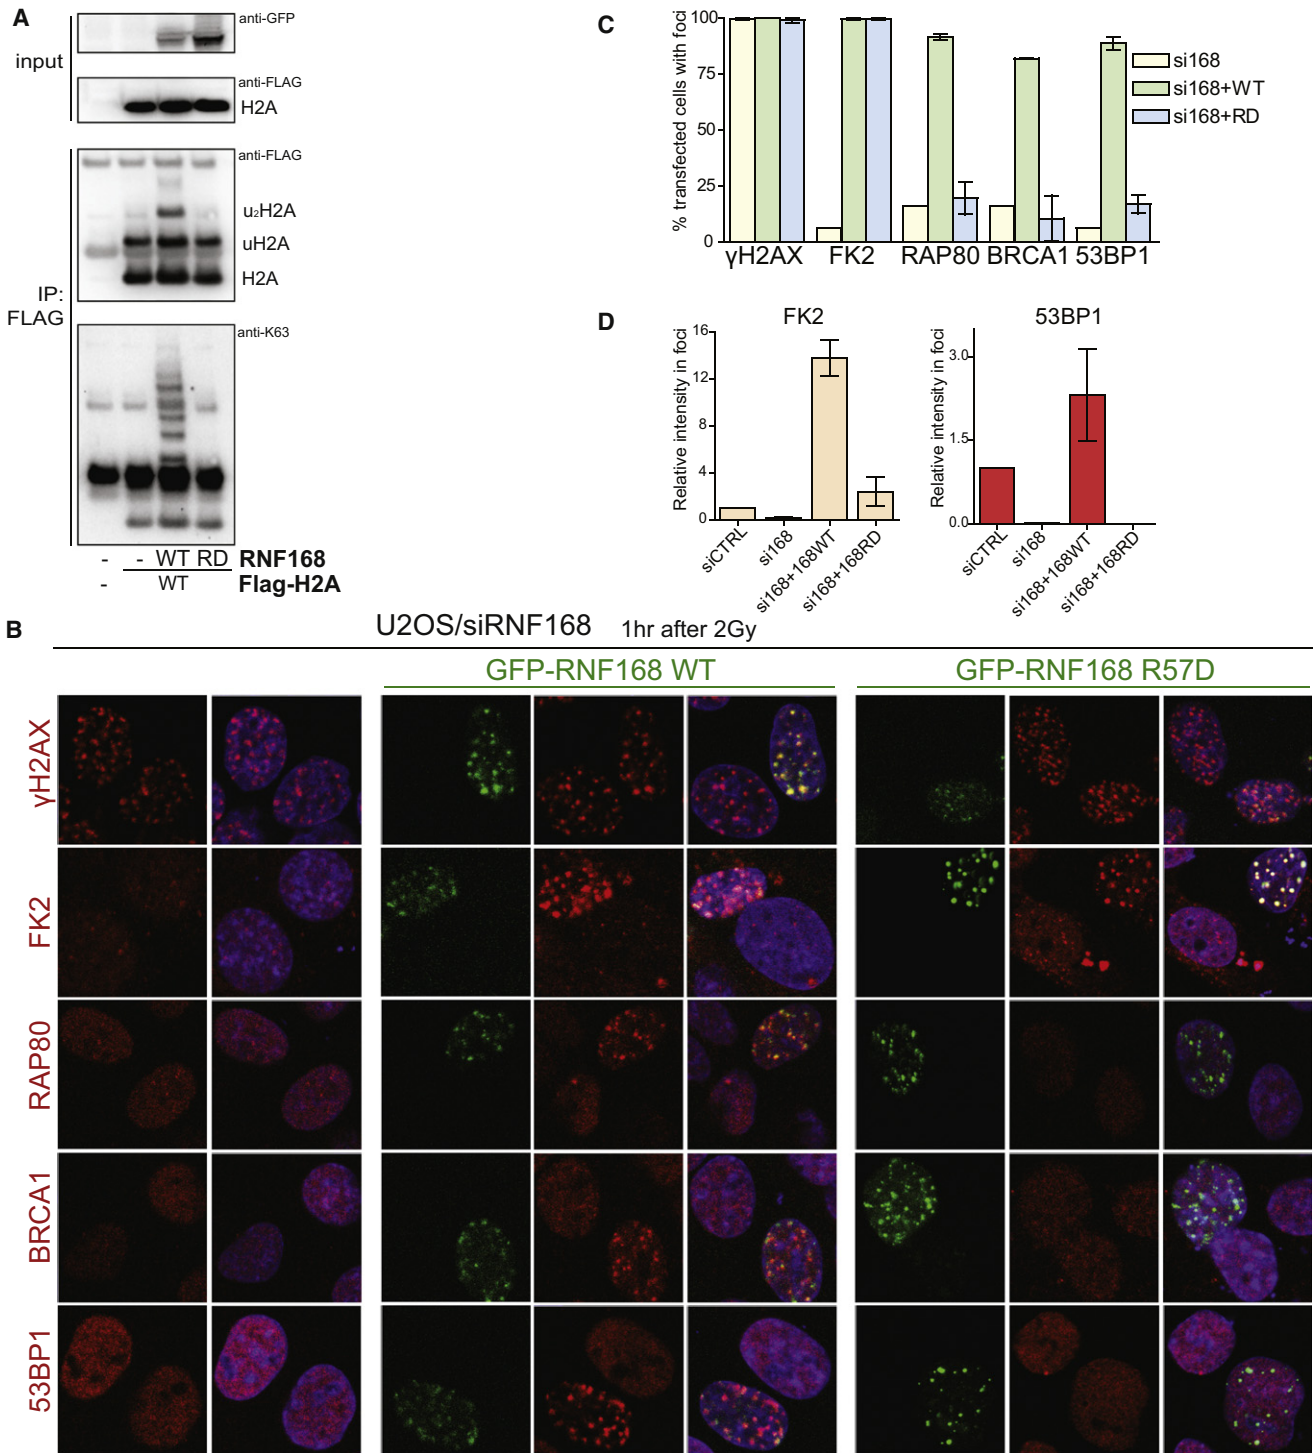 A
input
anti-GFP
anti-FLAG
H2A
IP:
FLAG
anti-FLAG
u₂H2A
uH2A
H2A
anti-K63
- - WT RD RNF168
- WT Flag-H2A
C
% transfected cells with foci
100
75
50
25
0
γH2AX FK2 RAP80 BRCA1 53BP1
si168
si168+WT
si168+RD
D
FK2
Relative intensity in foci
16
12
8
4
0
siCTRL
si168
si168+168WT
si168+168RD
53BP1
Relative intensity in foci
3.0
1.5
0.0
siCTRL
si168
si168+168WT
si168+168RD
B
U2OS/siRNF168 1hr after 2Gy
GFP-RNF168 WT
GFP-RNF168 R57D
γH2AX
FK2
RAP80
BRCA1
53BP1